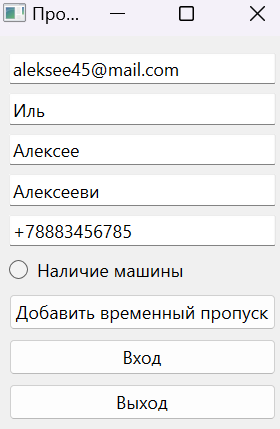 Про...
aleksee45@mail.com
Иль
Алексее
Алексееви
+78883456785
Наличие машины
Добавить временный пропуск
Вход
Выход